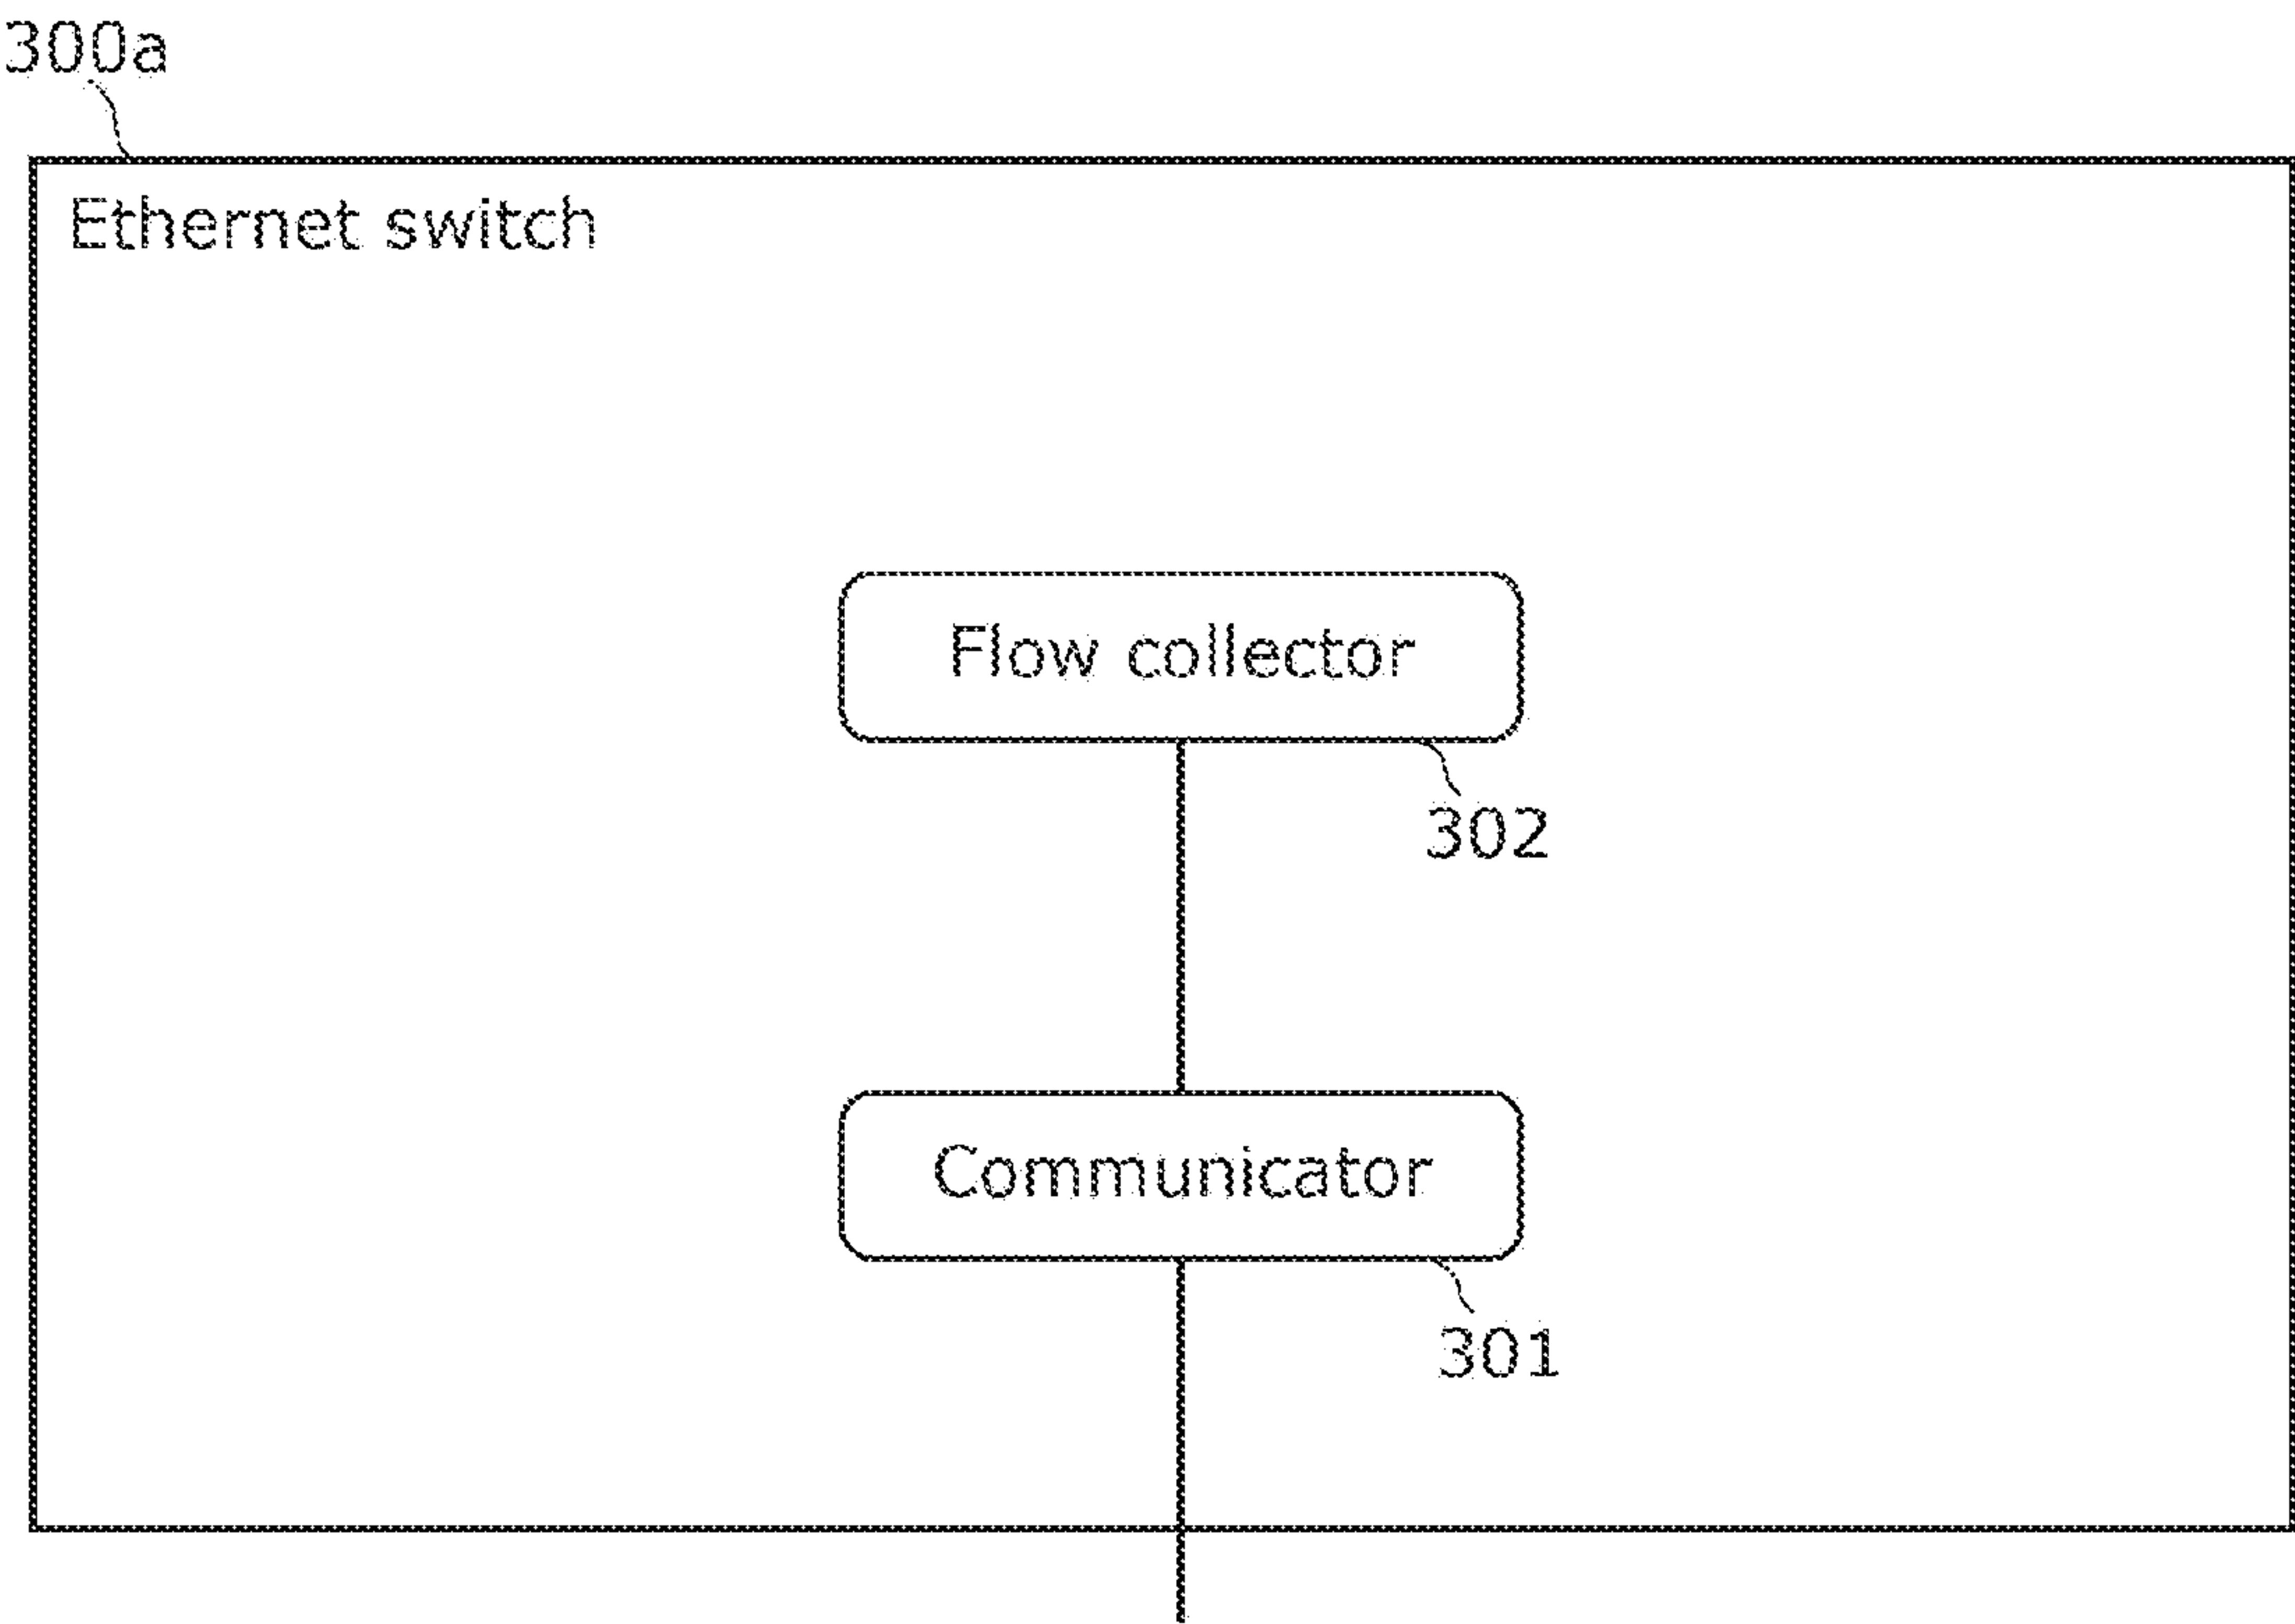 300a
Ethernet switch
Flow collector
302
Communicator
301